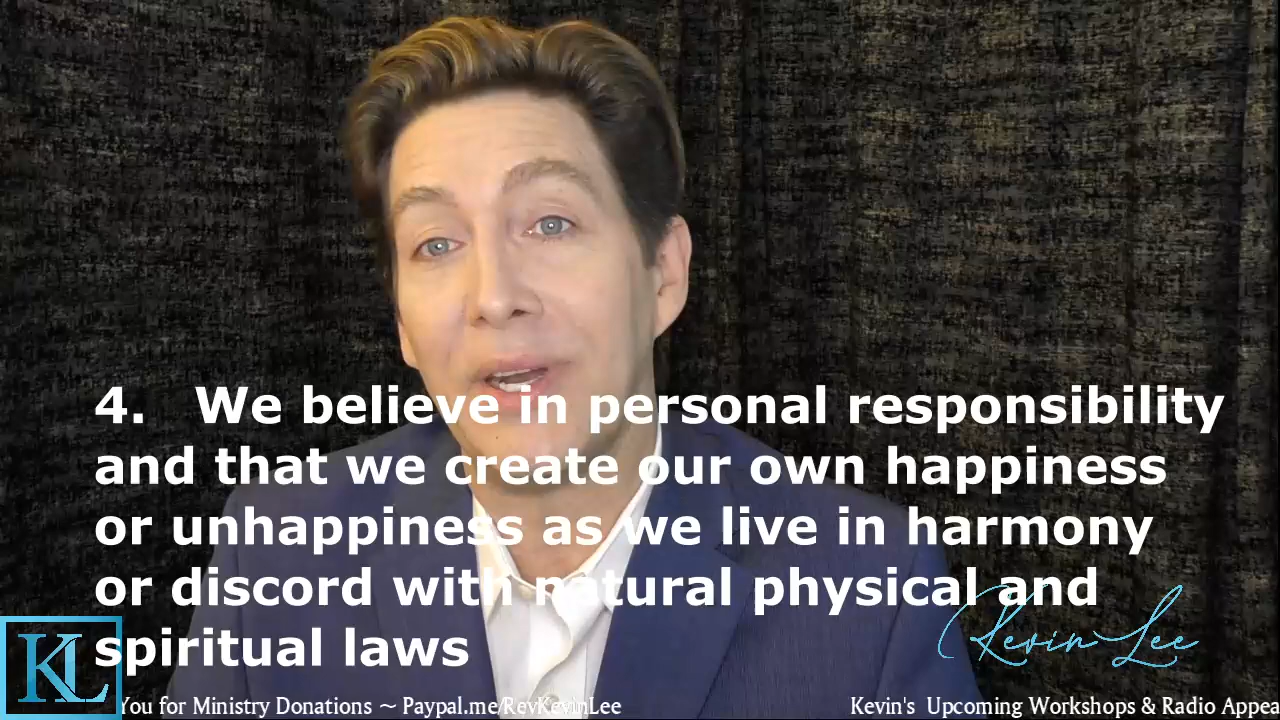 4. We believe in personal responsibility
and that we create our own happiness
or unhappiness as we live in harmony
or discord with natural physical and
spiritual laws
Kevin Lee
KL
You for Ministry Donations ~ Paypal.me/RevKevinLee
Kevin's Upcoming Workshops & Radio Appea